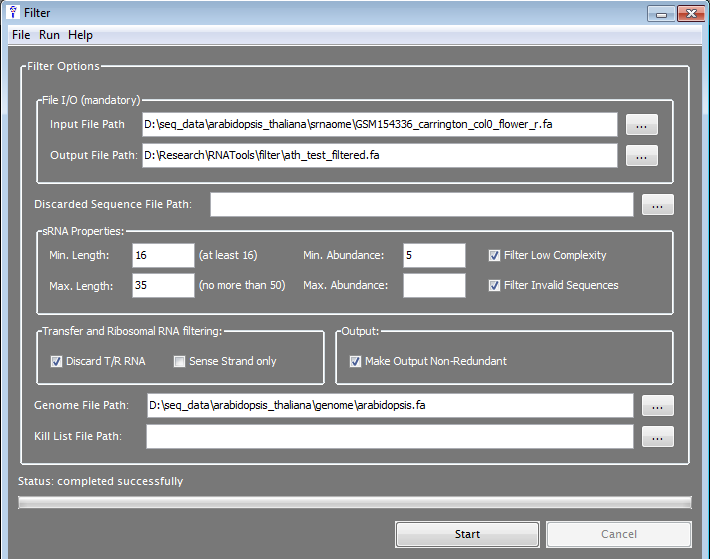 Filter
File Run Help
Filter Options
File I/O (mandatory)
Input File Path D:\seq_data\arabidopsis_thaliana\srnaome\GSM154336_carrington_col0_flower_r.fa ...
Output File Path: D:\Research\RNATools\filter\ath_test_filtered.fa ...
Discarded Sequence File Path: ...
sRNA Properties:
Min. Length: 16 (at least 16) Min. Abundance: 5 Filter Low Complexity
Max. Length: 35 (no more than 50) Max. Abundance: Filter Invalid Sequences
Transfer and Ribosomal RNA filtering: Output:
Discard T/R RNA Sense Strand only Make Output Non-Redundant
Genome File Path: D:\seq_data\arabidopsis_thaliana\genome\arabidopsis.fa ...
Kill List File Path: ...
Status: completed successfully
Start Cancel